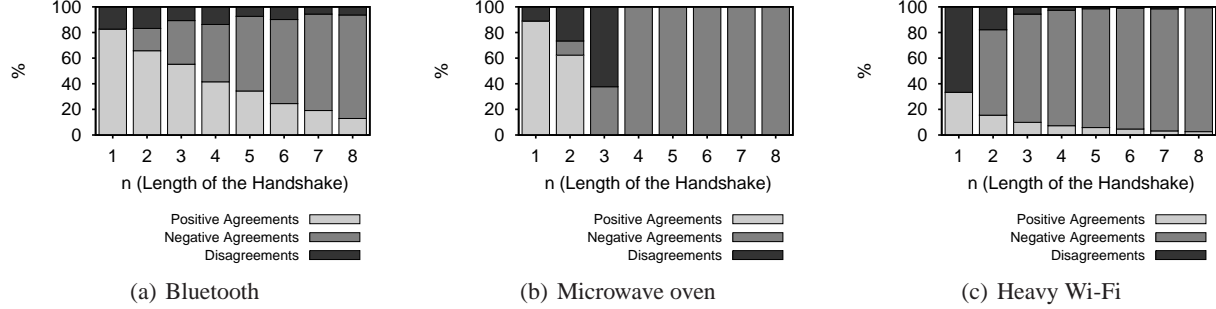 100
80
60
40
20
0
%
1 2 3 4 5 6 7 8
n (Length of the Handshake)
Positive Agreements
Negative Agreements
Disagreements
(a) Bluetooth
100
80
60
40
20
0
%
1 2 3 4 5 6 7 8
n (Length of the Handshake)
Positive Agreements
Negative Agreements
Disagreements
(b) Microwave oven
100
80
60
40
20
0
%
1 2 3 4 5 6 7 8
n (Length of the Handshake)
Positive Agreements
Negative Agreements
Disagreements
(c) Heavy Wi-Fi